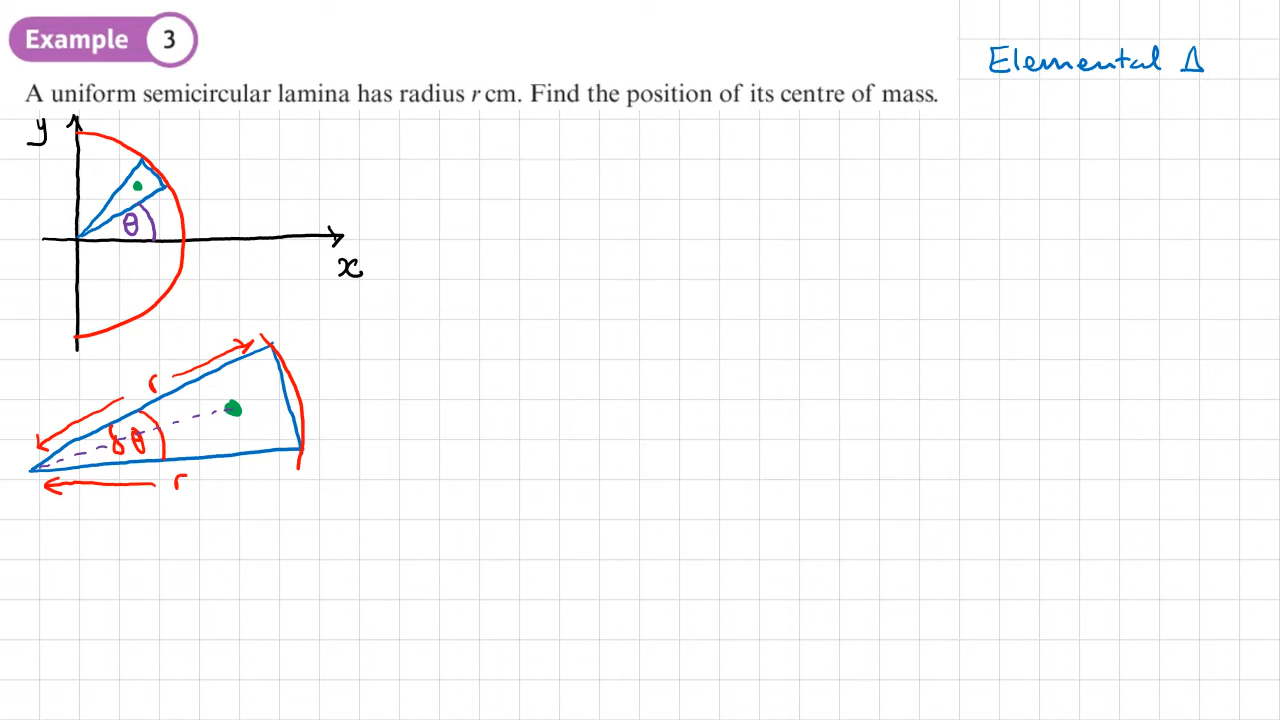 Example 3
Elemental Δ
A uniform semicircular lamina has radius r cm. Find the position of its centre of mass.
y
θ
x
r
δθ
r